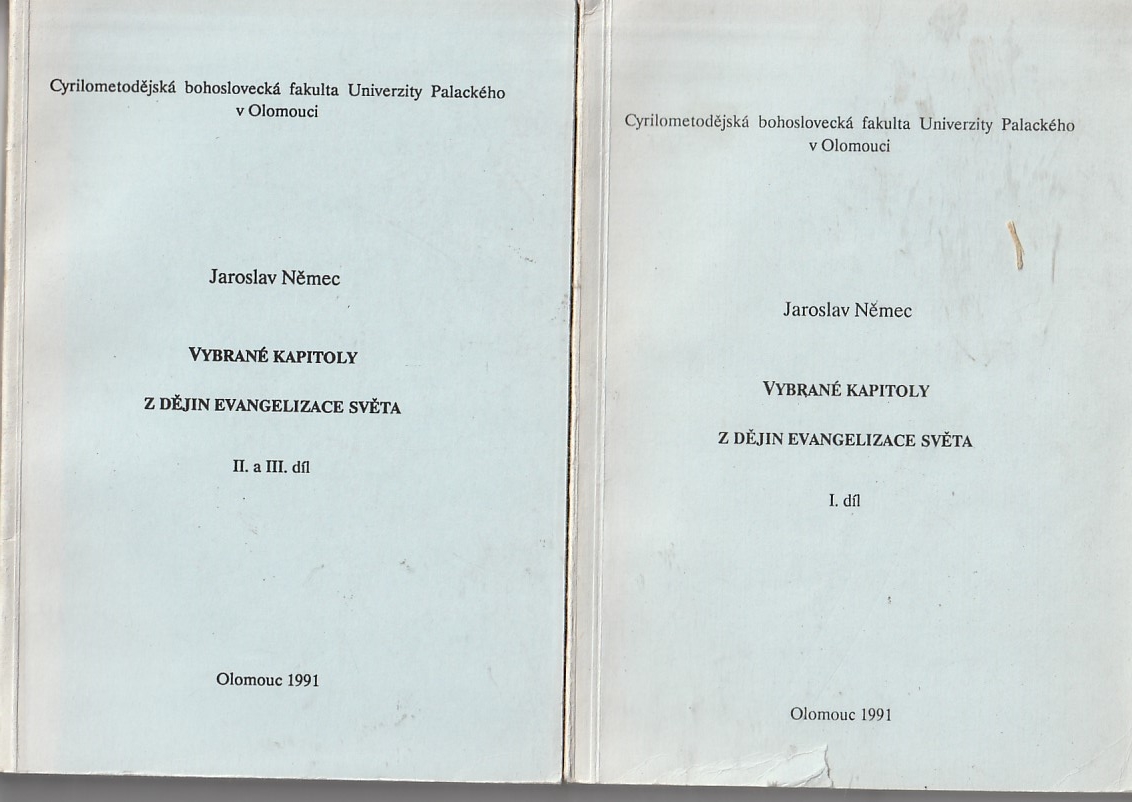 Cyrilometodějská bohoslovecká fakulta Univerzity Palackého
v Olomouci
Jaroslav Němec
VYBRANÉ KAPITOLY
Z DĚJIN EVANGELIZACE SVĚTA
II. a III. díl
Olomouc 1991
Cyrilometodějská bohoslovecká fakulta Univerzity Palackého
v Olomouci
Jaroslav Němec
VYBRANÉ KAPITOLY
Z DĚJIN EVANGELIZACE SVĚTA
I. díl
Olomouc 1991